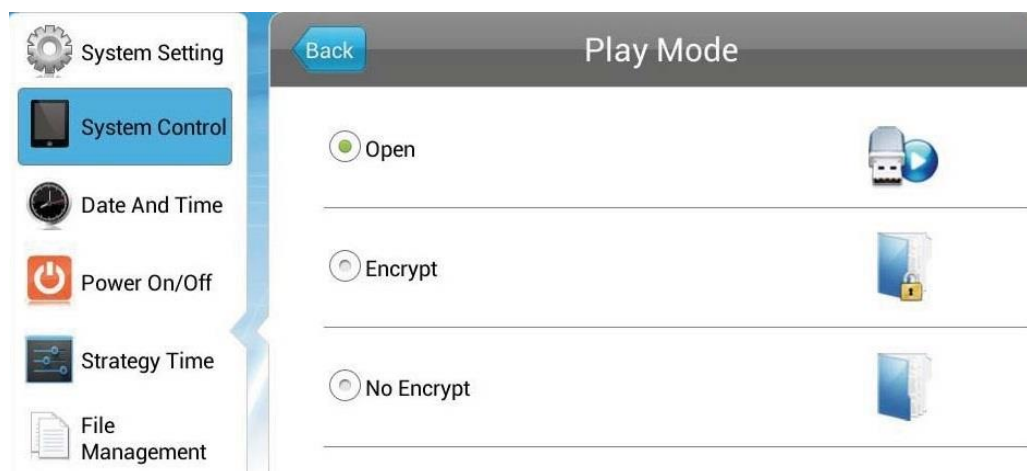 System Setting
System Control
Date And Time
Power On/Off
Strategy Time
File
Management
Back
Play Mode
Open
Encrypt
No Encrypt